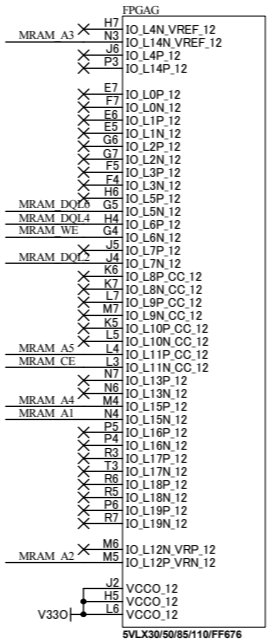 FPGAG
H7 IO_L4N_VREF_12
MRAM_A3 N3 IO_L14N_VREF_12
J6 IO_L4P_12
P3 IO_L14P_12
E7 IO_L0P_12
F7 IO_L0N_12
E6 IO_L1P_12
E5 IO_L1N_12
G6 IO_L2P_12
G7 IO_L2N_12
F5 IO_L3P_12
F4 IO_L3N_12
H6 IO_L5P_12
MRAM_DQL6 G5 IO_L5N_12
MRAM_DQL4 H4 IO_L6P_12
MRAM_WE G4 IO_L6N_12
J5 IO_L7P_12
MRAM_DQL2 J4 IO_L7N_12
K6 IO_L8P_CC_12
K7 IO_L8N_CC_12
L7 IO_L9P_CC_12
M7 IO_L9N_CC_12
K5 IO_L10P_CC_12
L5 IO_L10N_CC_12
MRAM_A5 L4 IO_L11P_CC_12
MRAM_CE L3 IO_L11N_CC_12
N7 IO_L13P_12
N6 IO_L13N_12
MRAM_A4 M4 IO_L15P_12
MRAM_A1 N4 IO_L15N_12
P5 IO_L16P_12
P4 IO_L16N_12
R3 IO_L17P_12
T3 IO_L17N_12
R6 IO_L18P_12
R5 IO_L18N_12
P6 IO_L19P_12
R7 IO_L19N_12
M6 IO_L12N_VRP_12
MRAM_A2 M5 IO_L12P_VRN_12
J2 VCCO_12
H5 VCCO_12
V33O L6 VCCO_12
5VLX30/50/85/110/FF676